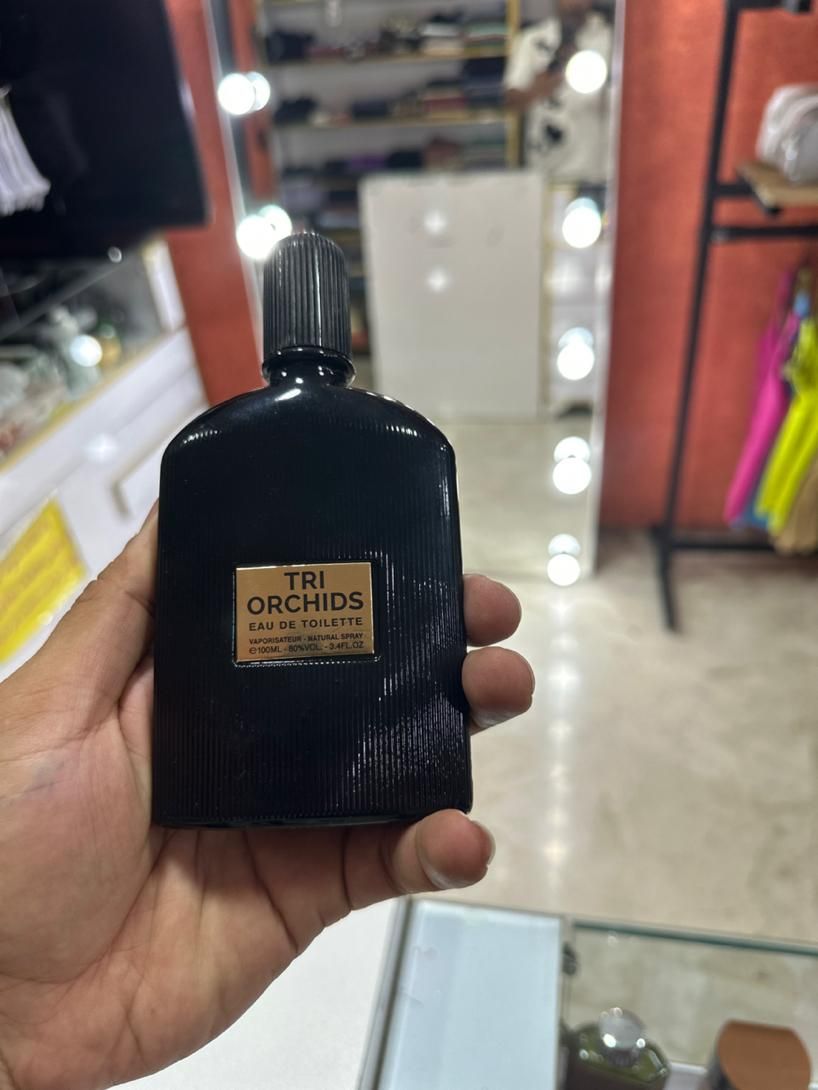 TRI
ORCHIDS
EAU DE TOILETTE
VAPORISATEUR - NATURAL SPRAY
℮100ML - 80%VOL. - 3.4FL.OZ